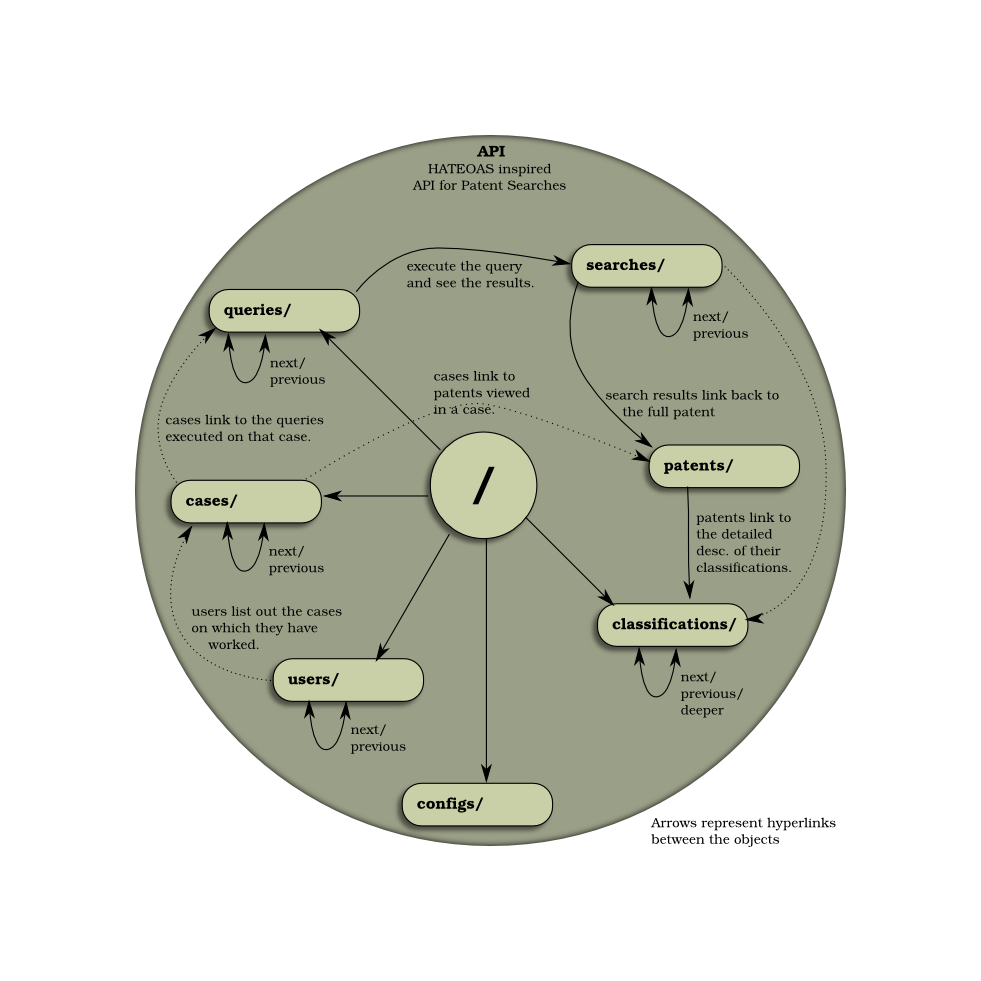 API
HATEOAS inspired
API for Patent Searches
searches/
execute the query
and see the results.
queries/
next/
previous
next/
previous
cases link to
patents viewed
in a case.
search results link back to
the full patent
cases link to the queries
executed on that case.
/
patents/
cases/
patents link to
the detailed
desc. of their
classifications.
next/
previous
users list out the cases
on which they have
worked.
classifications/
users/
next/
previous/
deeper
next/
previous
configs/
Arrows represent hyperlinks
between the objects